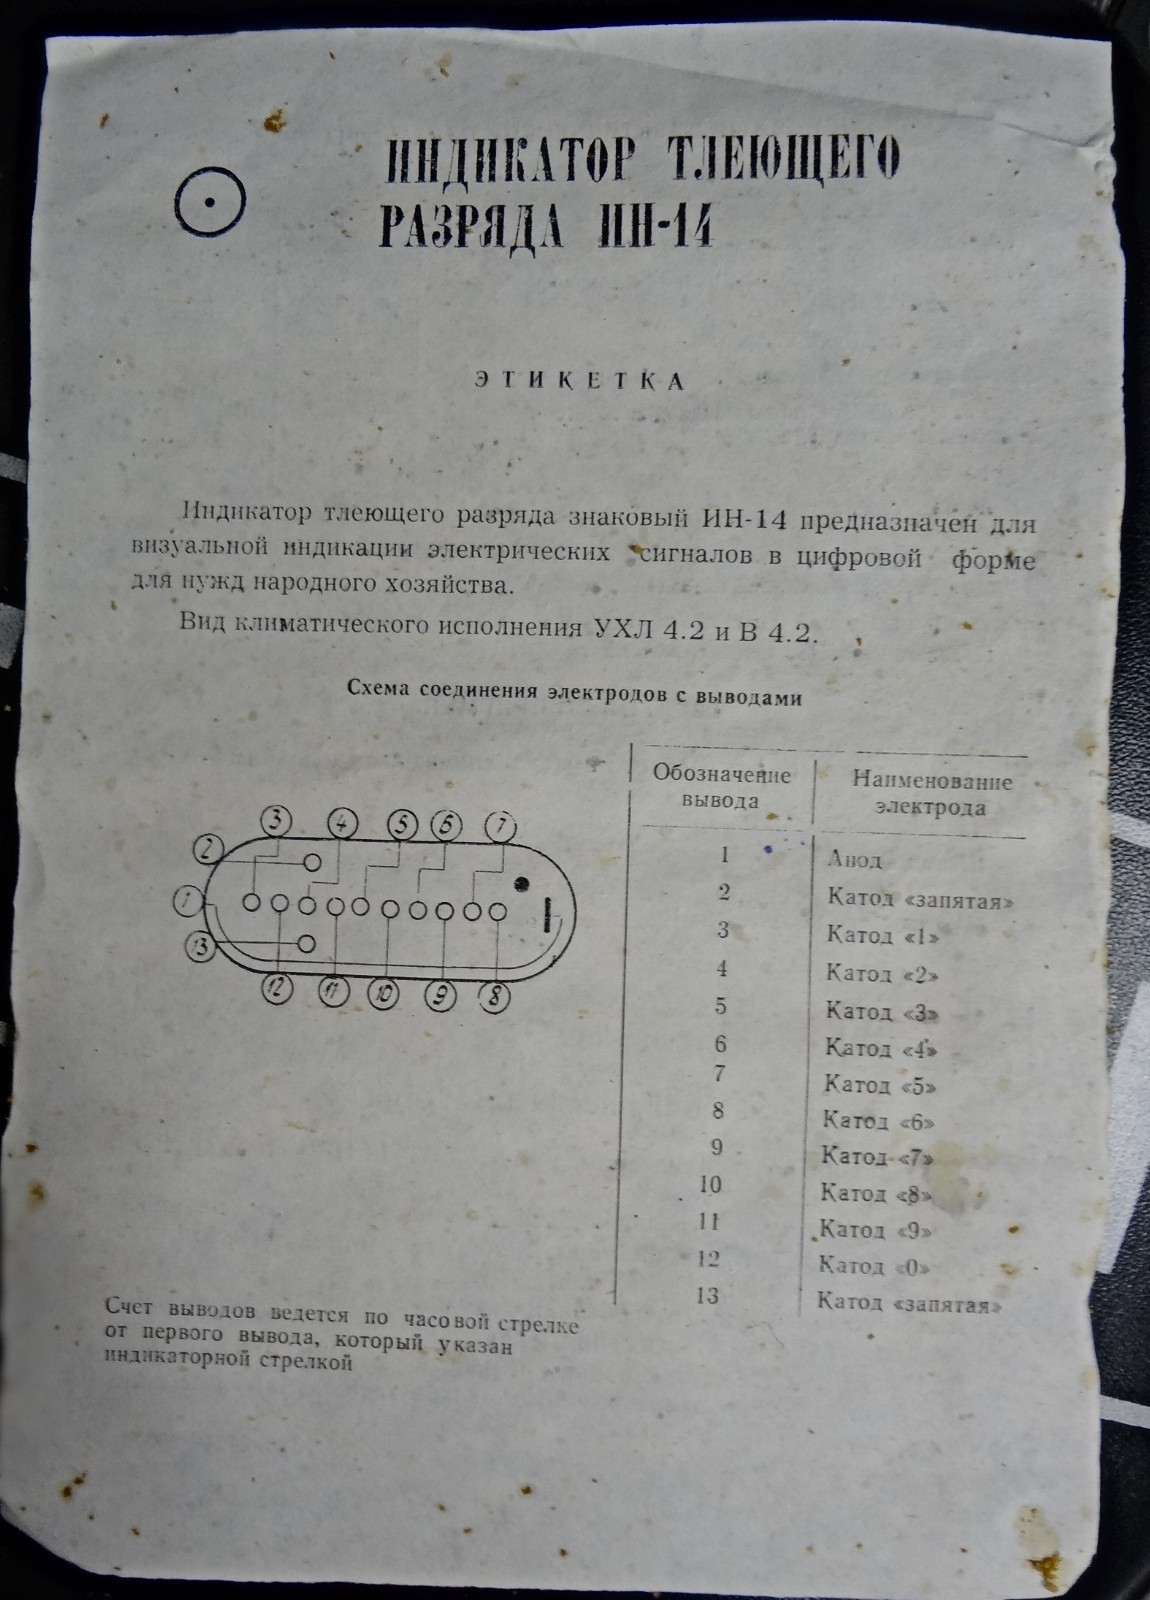 ИНДИКАТОР ТЛЕЮЩЕГО
РАЗРЯДА ИН-14
ЭТИКЕТКА
Индикатор тлеющего разряда знаковый ИН-14 предназначен для
визуальной индикации электрических сигналов в цифровой форме
для нужд народного хозяйства.
Вид климатического исполнения УХЛ 4.2 и В 4.2.
Схема соединения электродов с выводами
3 4 5 6 7
2
1
13
12 11 10 9 8
Обозначение вывода Наименование электрода
1 Анод
2 Катод «запятая»
3 Катод «1»
4 Катод «2»
5 Катод «3»
6 Катод «4»
7 Катод «5»
8 Катод «6»
9 Катод «7»
10 Катод «8»
11 Катод «9»
12 Катод «0»
13 Катод «запятая»
Счет выводов ведется по часовой стрелке
от первого вывода, который указан
индикаторной стрелкой